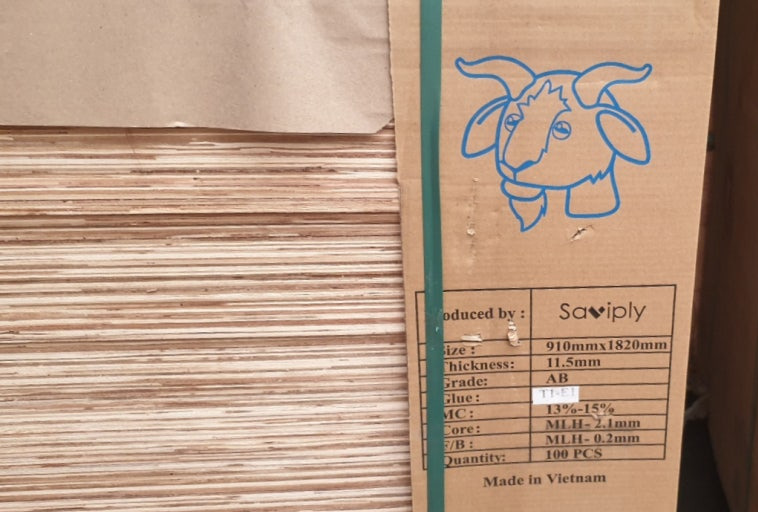 oduced by : Saviply
Size : 910mmx1820mm
Thickness: 11.5mm
Grade: AB
Glue : T1-E1
MC : 13%-15%
Core: MLH- 2.1mm
F/B : MLH- 0.2mm
Quantity: 100 PCS
Made in Vietnam